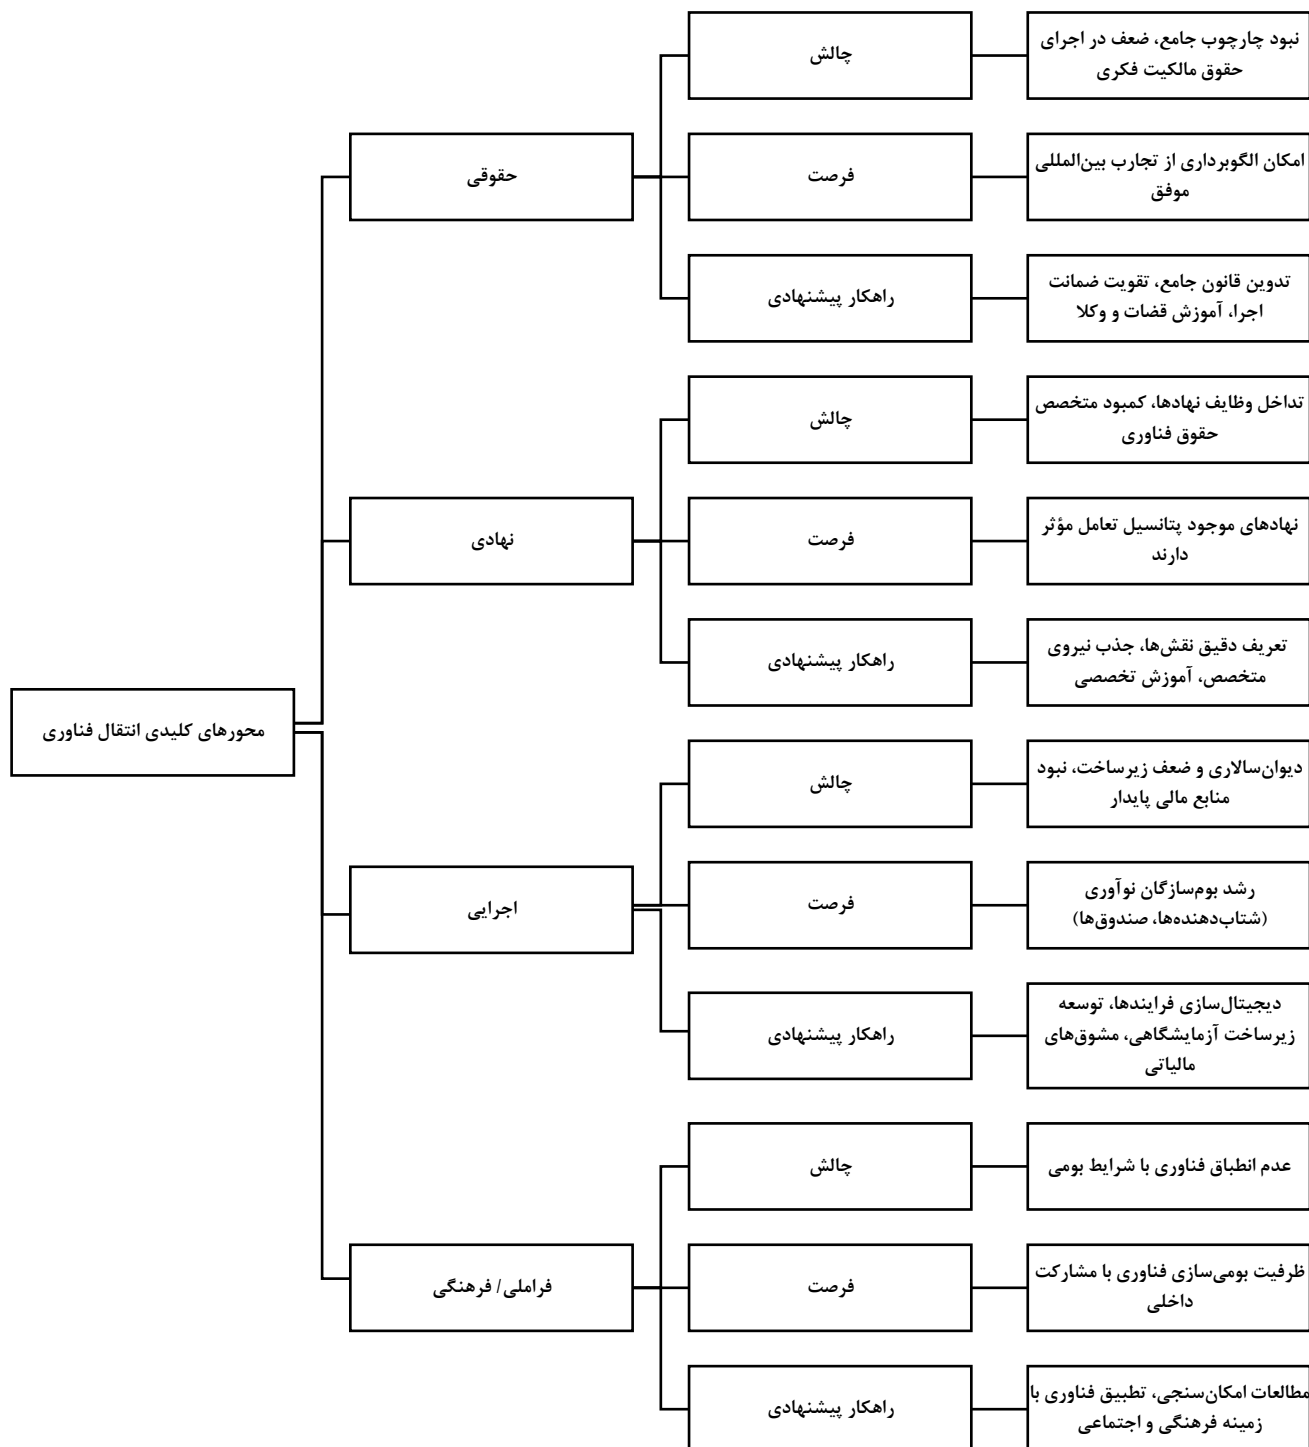 محورهای کلیدی انتقال فناوری
حقوقی
چالش
نبود چارچوب جامع، ضعف در اجرای
حقوق مالکیت فکری
فرصت
امکان الگوبرداری از تجارب بین‌المللی
موفق
راهکار پیشنهادی
تدوین قانون جامع، تقویت ضمانت
اجرا، آموزش قضات و وکلا
نهادی
چالش
تداخل وظایف نهادها، کمبود متخصص
حقوق فناوری
فرصت
نهادهای موجود پتانسیل تعامل مؤثر
دارند
راهکار پیشنهادی
تعریف دقیق نقش‌ها، جذب نیروی
متخصص، آموزش تخصصی
اجرایی
چالش
دیوان‌سالاری و ضعف زیرساخت، نبود
منابع مالی پایدار
فرصت
رشد بوم‌سازگان نوآوری
(شتاب‌دهنده‌ها، صندوق‌ها)
راهکار پیشنهادی
دیجیتال‌سازی فرایندها، توسعه
زیرساخت آزمایشگاهی، مشوق‌های
مالیاتی
فراملی/ فرهنگی
چالش
عدم انطباق فناوری با شرایط بومی
فرصت
ظرفیت بومی‌سازی فناوری با مشارکت
داخلی
راهکار پیشنهادی
مطالعات امکان‌سنجی، تطبیق فناوری با
زمینه فرهنگی و اجتماعی